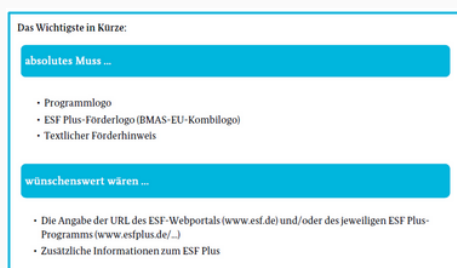 Das Wichtigste in Kürze:
absolutes Muss ...
• Programmlogo
• ESF Plus-Förderlogo (BMAS-EU-Kombilogo)
• Textlicher Förderhinweis
wünschenswert wären ...
• Die Angabe der URL des ESF-Webportals (www.esf.de) und/oder des jeweiligen ESF Plus-
Programms (www.esfplus.de/...)
• Zusätzliche Informationen zum ESF Plus